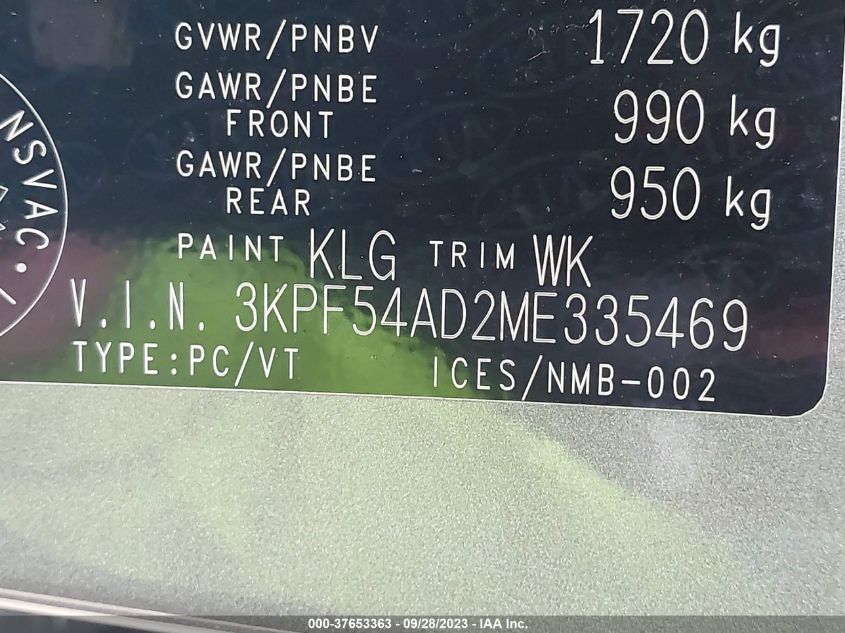 GVWR/PNBV 1720 kg
GAWR/PNBE
FRONT 990 kg
GAWR/PNBE
REAR 950 kg
NSVAC
PAINT KLG TRIM WK
V.I.N. 3KPF54AD2ME335469
TYPE:PC/VT ICES/NMB-002
000-37653363 - 09/28/2023 - IAA Inc.